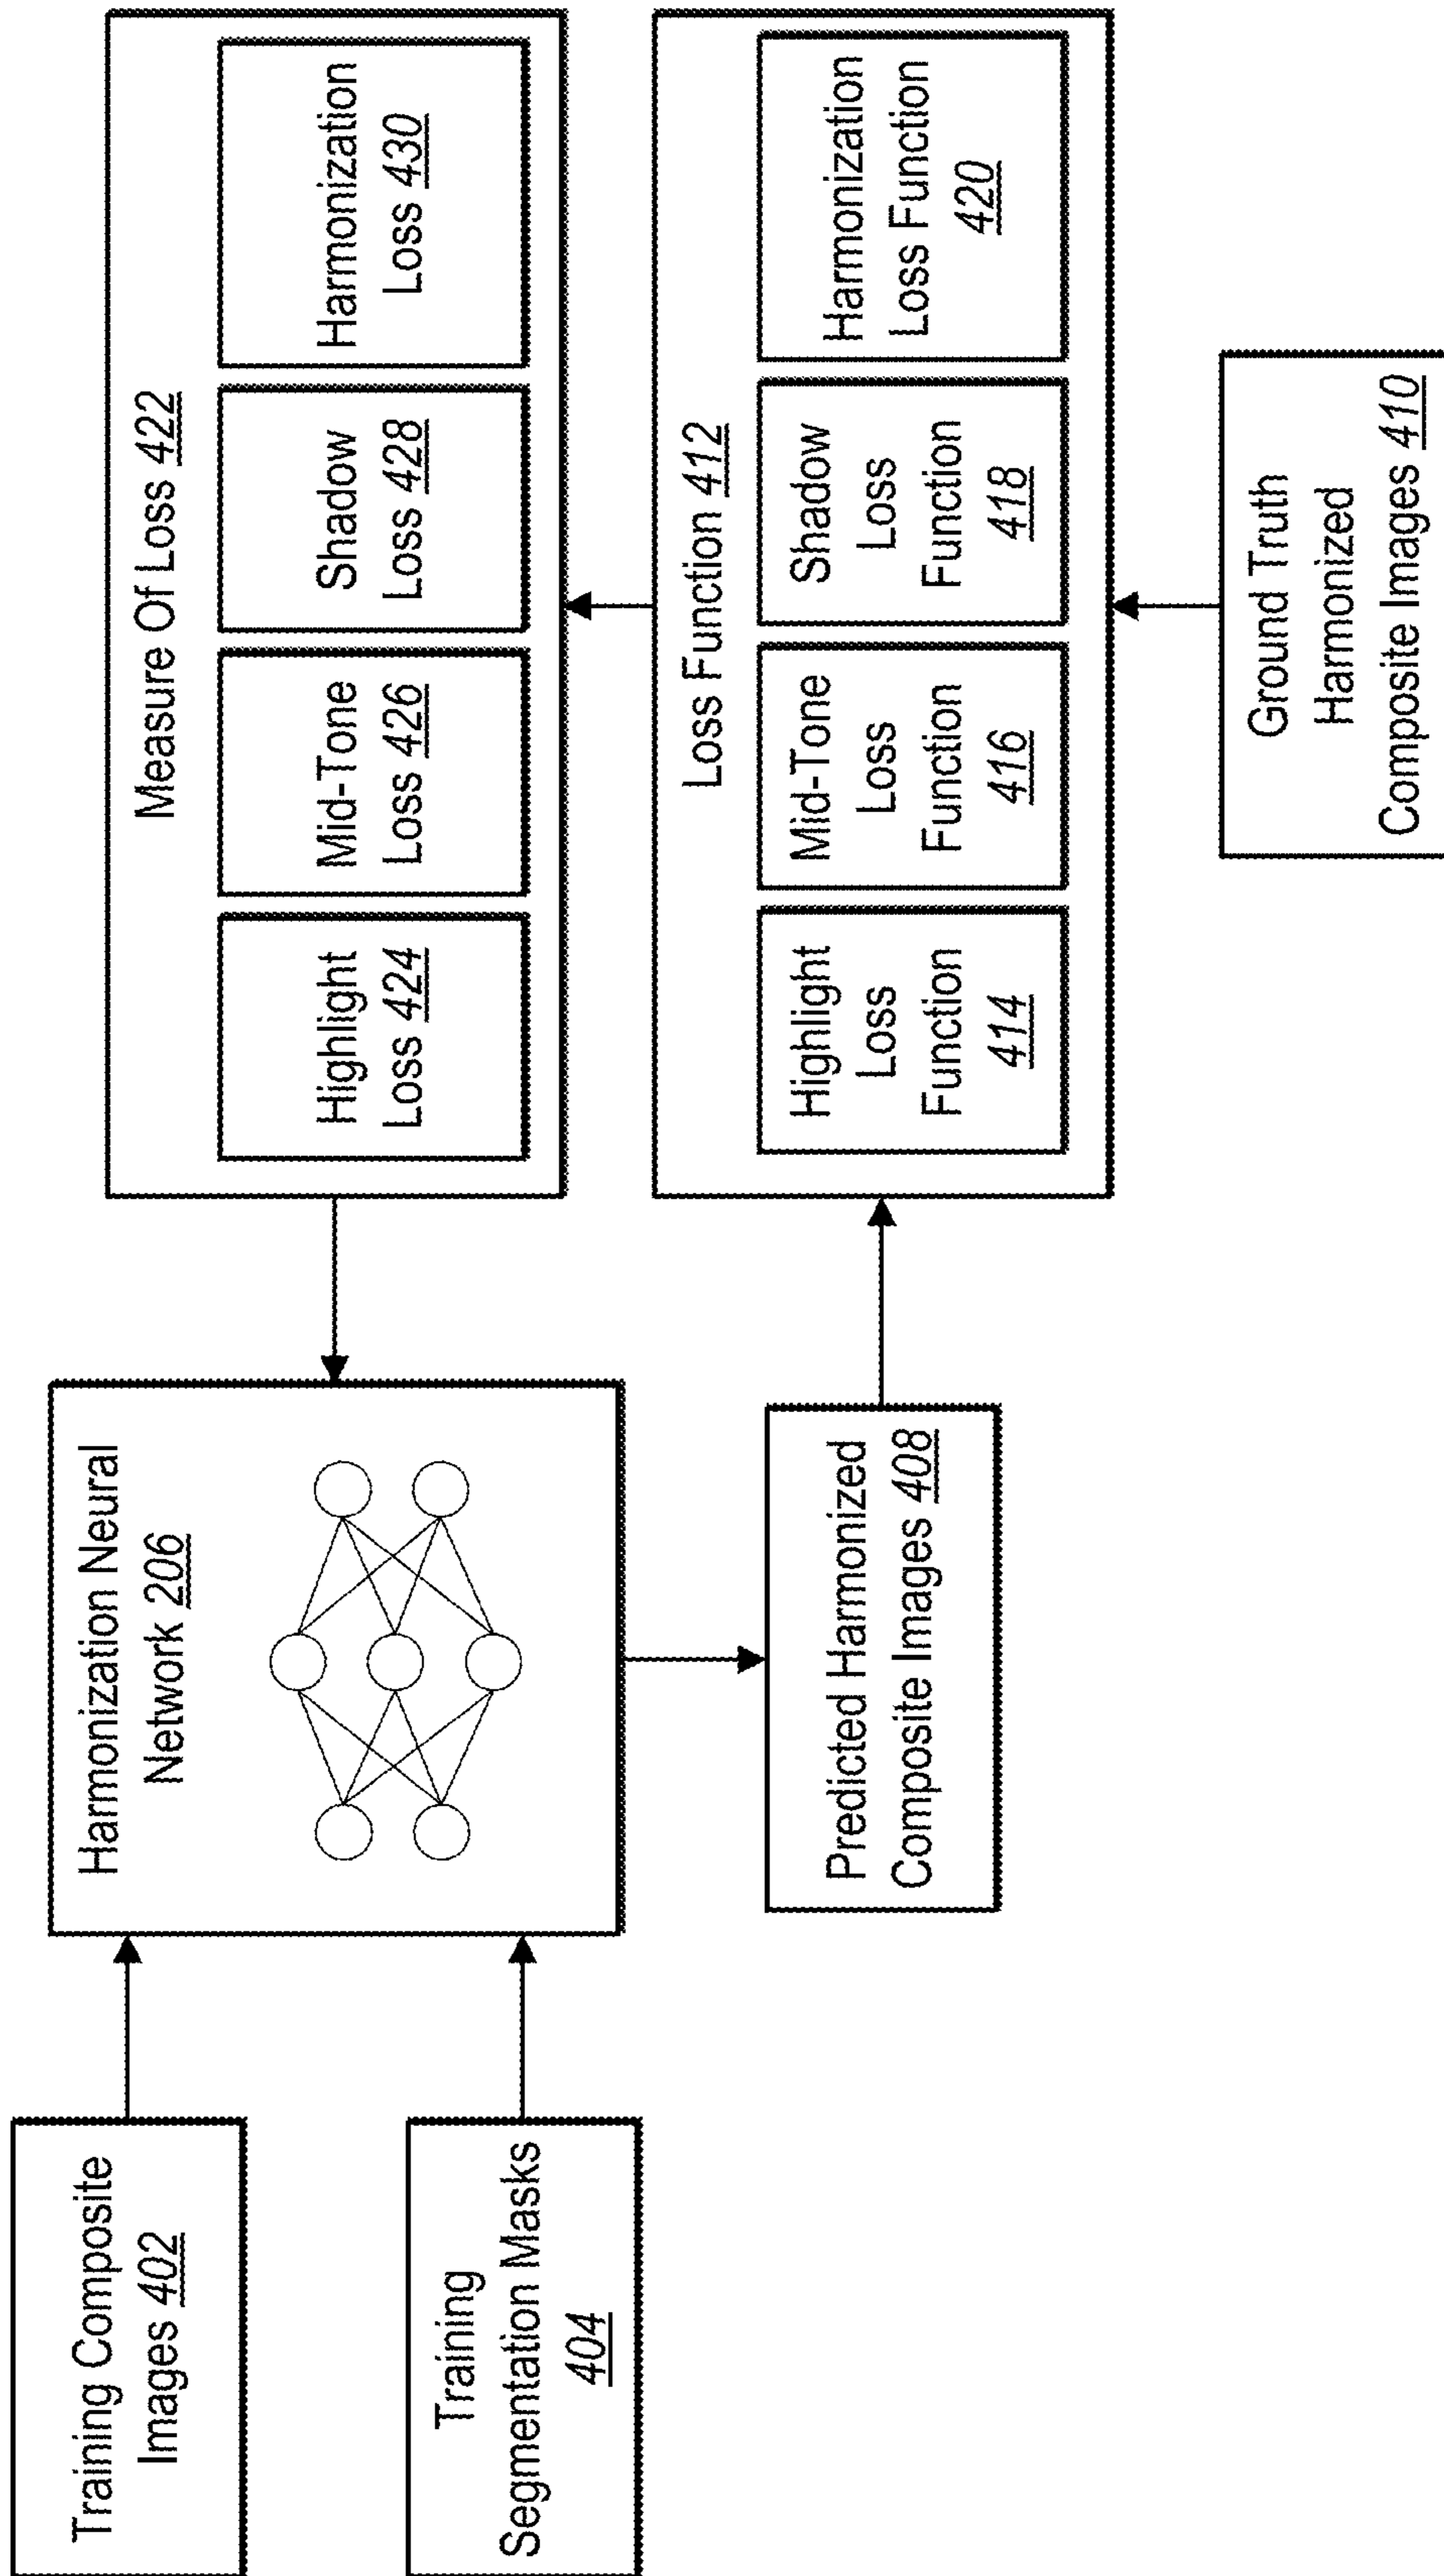 Training Composite
Images 402
Training
Segmentation Masks
404
Harmonization Neural
Network 206
Predicted Harmonized
Composite Images 408
Measure Of Loss 422
Highlight
Loss 424
Mid-Tone
Loss 426
Shadow
Loss 428
Harmonization
Loss 430
Loss Function 412
Highlight
Loss
Function
414
Mid-Tone
Loss
Function
416
Shadow
Loss
Function
418
Harmonization
Loss Function
420
Ground Truth
Harmonized
Composite Images 410